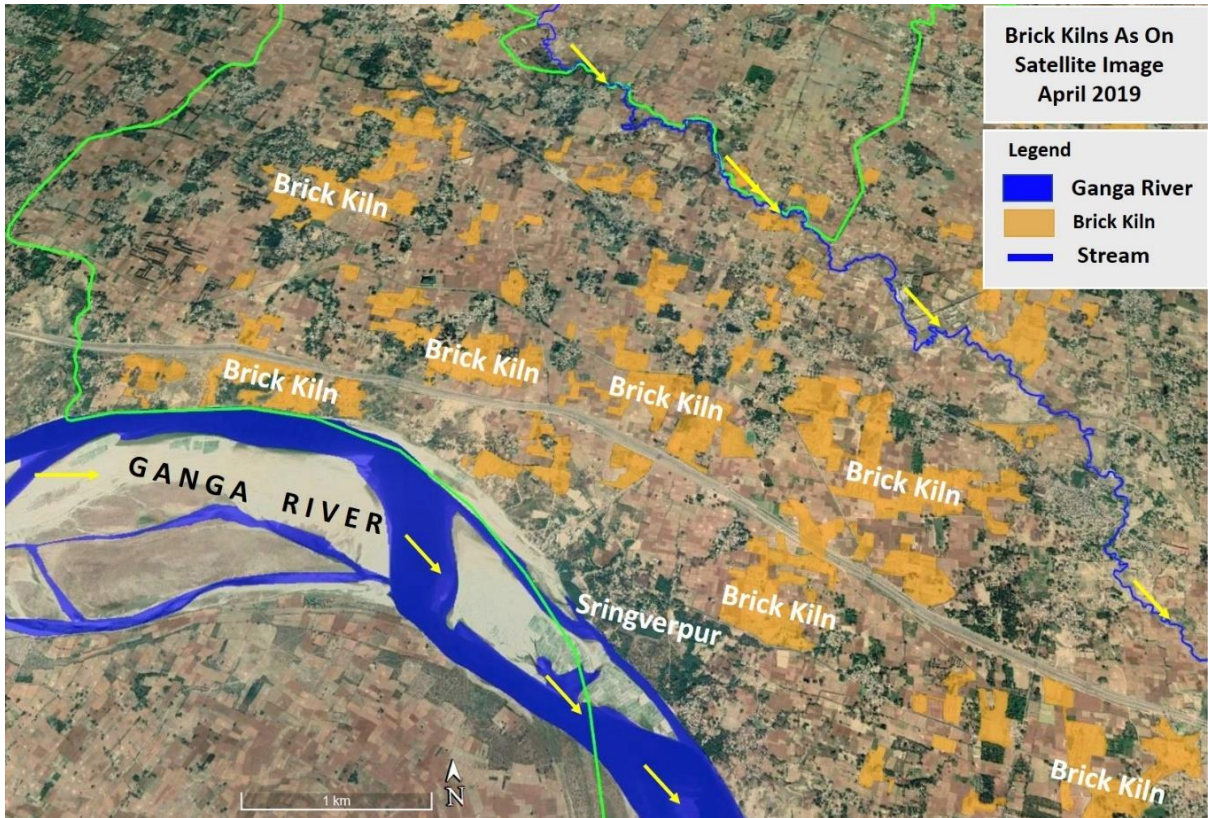 Brick Kilns As On
Satellite Image
April 2019
Legend
Ganga River
Brick Kiln
Stream
Brick Kiln
Brick Kiln
Brick Kiln
Brick Kiln
Brick Kiln
GANGA RIVER
Sringverpur
Brick Kiln
Brick Kiln
1 km
N